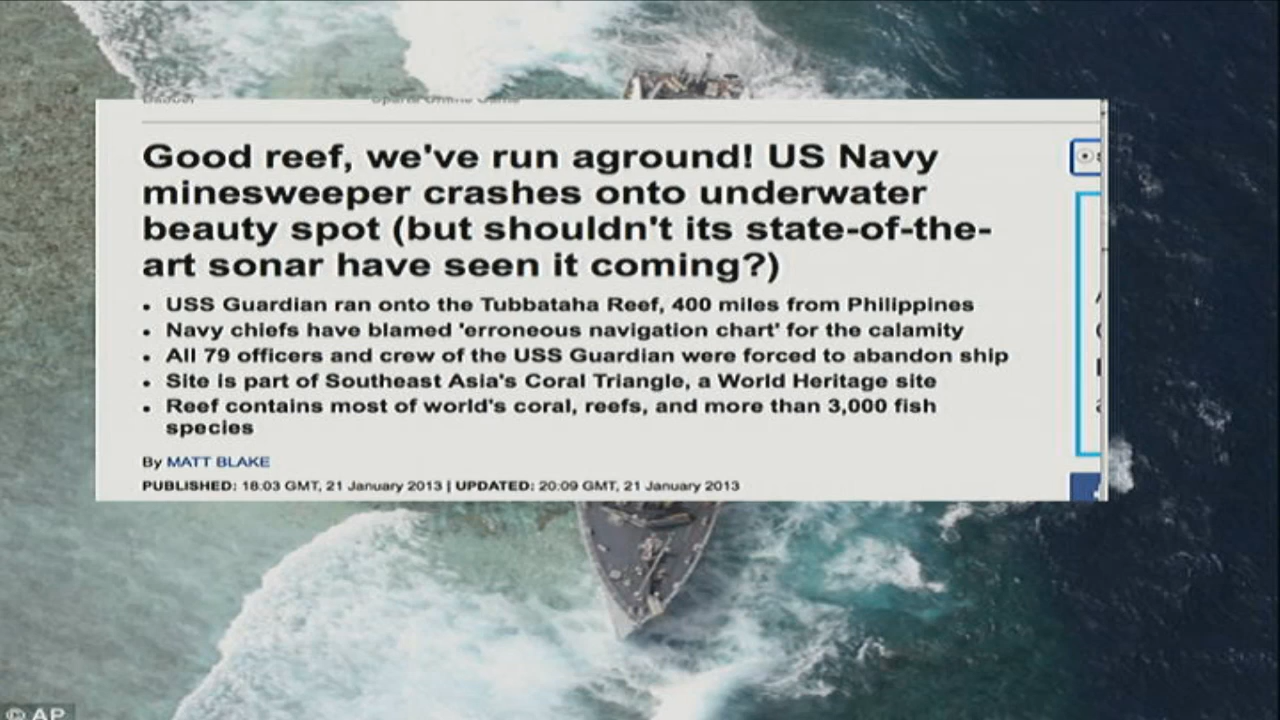 Good reef, we've run aground! US Navy
minesweeper crashes onto underwater
beauty spot (but shouldn't its state-of-the-
art sonar have seen it coming?)
• USS Guardian ran onto the Tubbataha Reef, 400 miles from Philippines
• Navy chiefs have blamed 'erroneous navigation chart' for the calamity
• All 79 officers and crew of the USS Guardian were forced to abandon ship
• Site is part of Southeast Asia's Coral Triangle, a World Heritage site
• Reef contains most of world's coral, reefs, and more than 3,000 fish
species
By MATT BLAKE
PUBLISHED: 18:03 GMT, 21 January 2013 | UPDATED: 20:09 GMT, 21 January 2013
© AP